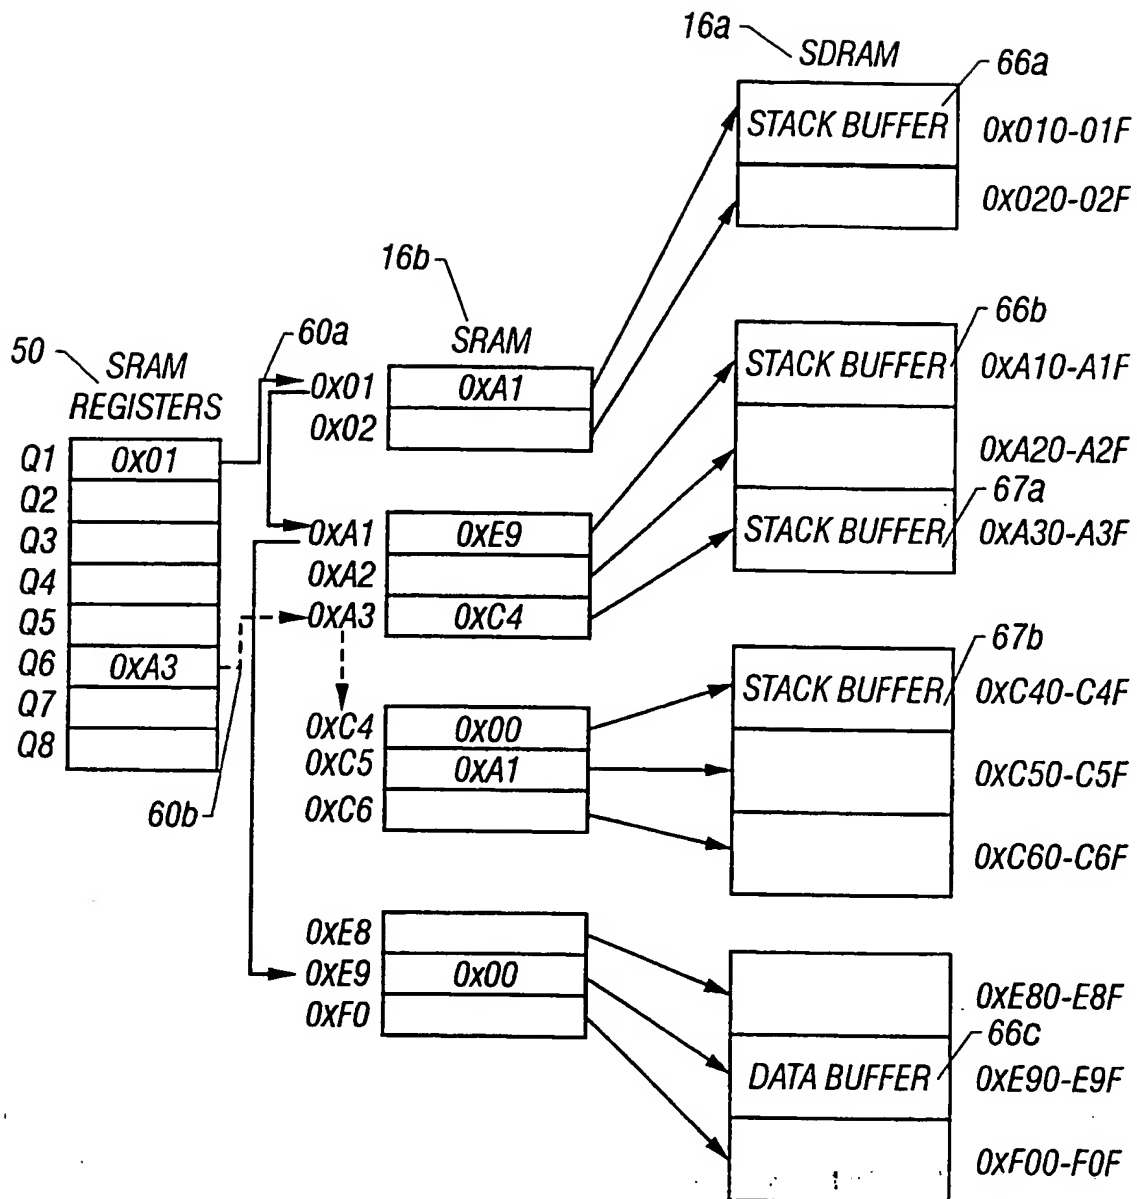 16a
SDRAM
66a
STACK BUFFER
0X010-01F
0X020-02F
16b
SRAM
60a
50
SRAM
REGISTERS
0X01
0XA1
0X02
66b
STACK BUFFER
0XA10-A1F
0XA20-A2F
67a
STACK BUFFER
0XA30-A3F
Q1
0X01
Q2
Q3
Q4
Q5
Q6
0XA3
Q7
Q8
60b
0XA1
0XE9
0XA2
0XA3
0XC4
67b
STACK BUFFER
0XC40-C4F
0XC50-C5F
0XC60-C6F
0XC4
0X00
0XC5
0XA1
0XC6
0XE8
0XE9
0X00
0XF0
0XE80-E8F
66c
DATA BUFFER
0XE90-E9F
0XF00-F0F